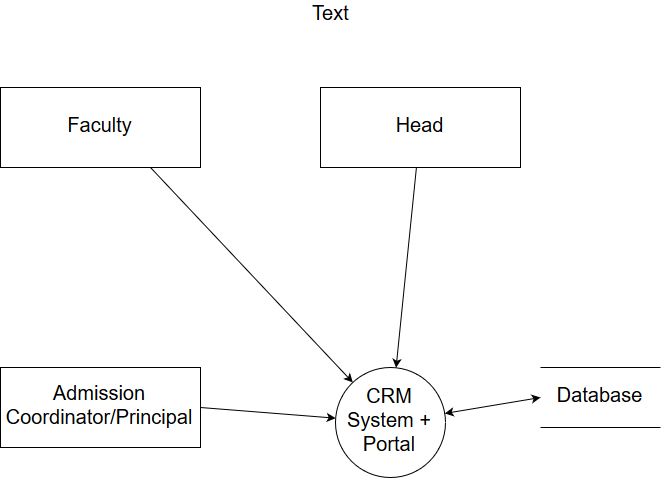 Text
Faculty
Head
Admission
Coordinator/Principal
CRM
System +
Portal
Database